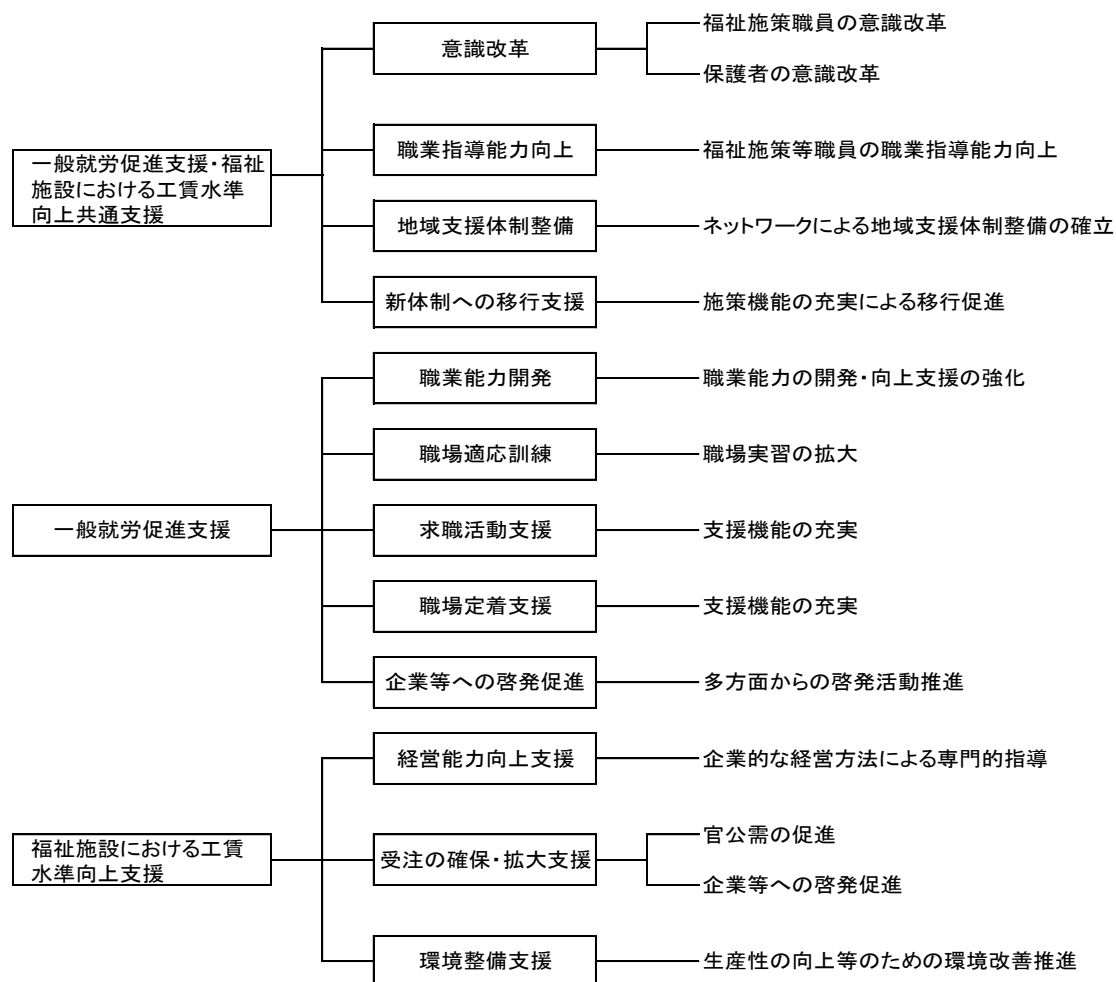 一般就労促進支援・福祉
施設における工賃水準
向上共通支援
意識改革
福祉施策職員の意識改革
保護者の意識改革
職業指導能力向上
福祉施策等職員の職業指導能力向上
地域支援体制整備
ネットワークによる地域支援体制整備の確立
新体制への移行支援
施策機能の充実による移行促進
一般就労促進支援
職業能力開発
職業能力の開発・向上支援の強化
職場適応訓練
職場実習の拡大
求職活動支援
支援機能の充実
職場定着支援
支援機能の充実
企業等への啓発促進
多方面からの啓発活動推進
福祉施設における工賃
水準向上支援
経営能力向上支援
企業的な経営方法による専門的指導
受注の確保・拡大支援
官公需の促進
企業等への啓発促進
環境整備支援
生産性の向上等のための環境改善推進